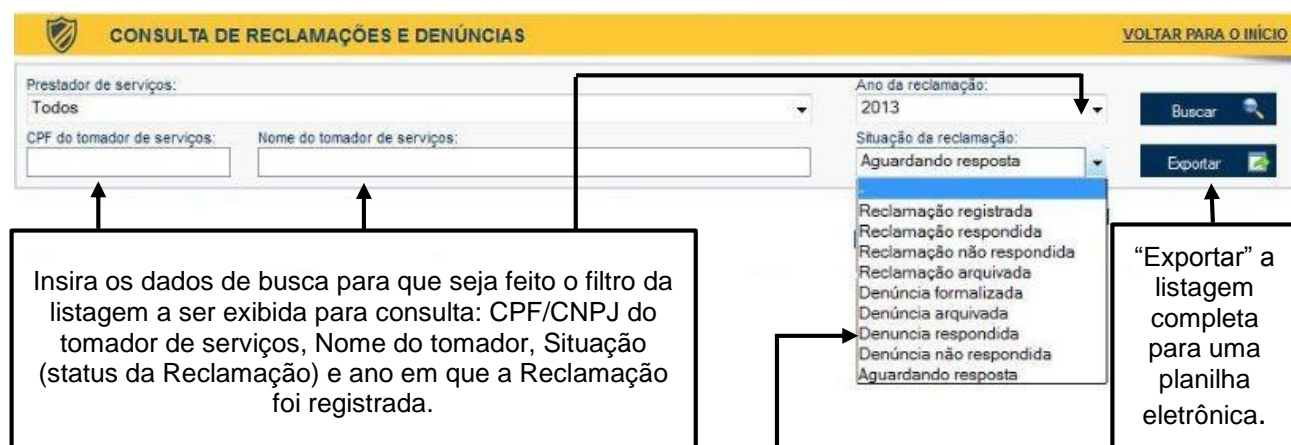 CONSULTA DE RECLAMAÇÕES E DENÚNCIAS
VOLTAR PARA O INÍCIO
Prestador de serviços:
Todos
Ano da reclamação:
2013
Buscar
CPF do tomador de serviços:
Nome do tomador de serviços:
Situação da reclamação:
Aguardando resposta
Exportar
-
Reclamação registrada
Reclamação respondida
Reclamação não respondida
Reclamação arquivada
Denúncia formalizada
Denúncia arquivada
Denuncia respondida
Denúncia não respondida
Aguardando resposta
Insira os dados de busca para que seja feito o filtro da
listagem a ser exibida para consulta: CPF/CNPJ do
tomador de serviços, Nome do tomador, Situação
(status da Reclamação) e ano em que a Reclamação
foi registrada.
“Exportar” a
listagem
completa
para uma
planilha
eletrônica.